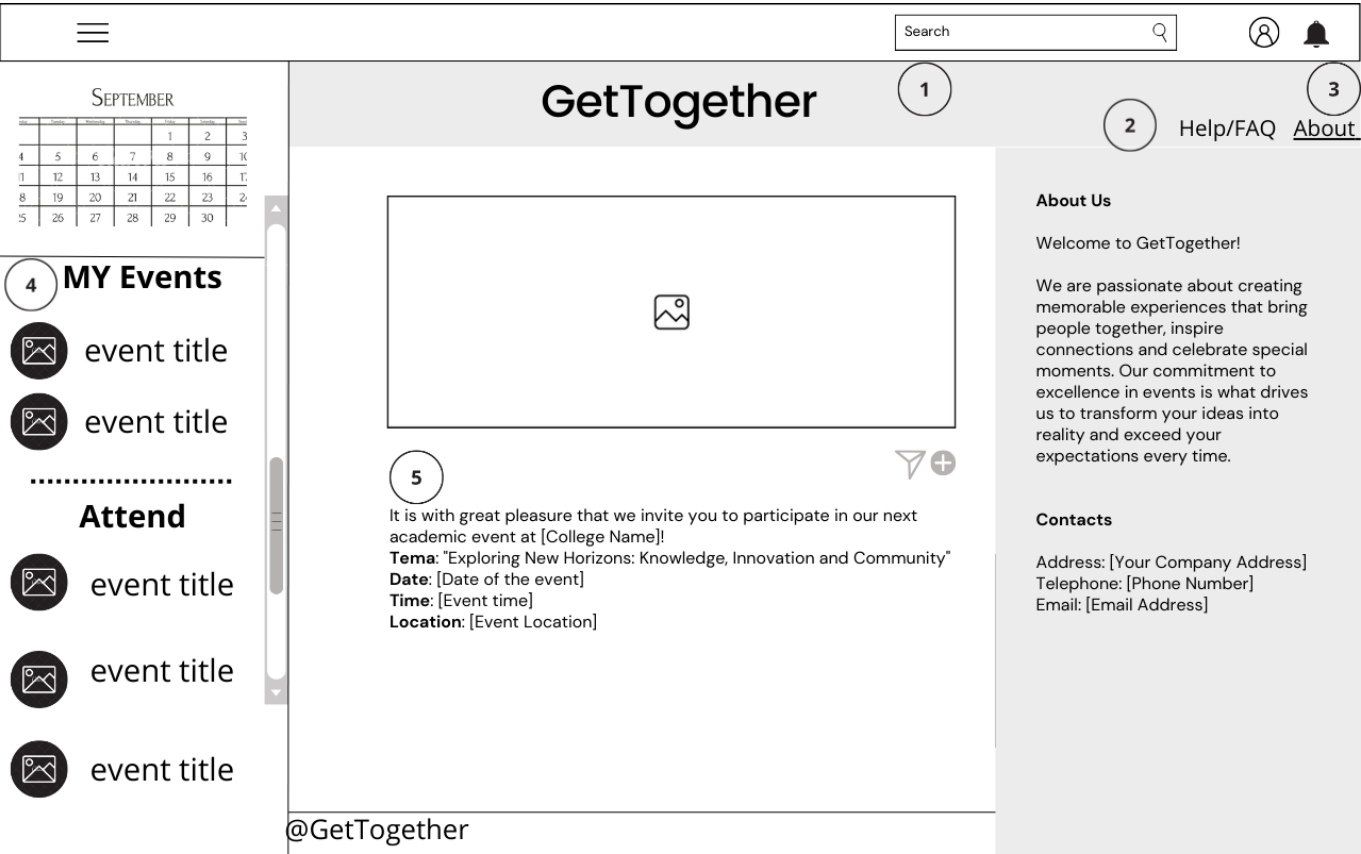 Search
SEPTEMBER
GetTogether
1
3
2
Help/FAQ About
1 2 3
4 5 6 7 8 9 10
11 12 13 14 15 16 17
18 19 20 21 22 23 24
25 26 27 28 29 30
4
MY Events
event title
event title
Attend
event title
event title
event title
5
It is with great pleasure that we invite you to participate in our next
academic event at [College Name]!
Tema: "Exploring New Horizons: Knowledge, Innovation and Community"
Date: [Date of the event]
Time: [Event time]
Location: [Event Location]
About Us
Welcome to GetTogether!
We are passionate about creating
memorable experiences that bring
people together, inspire
connections and celebrate special
moments. Our commitment to
excellence in events is what drives
us to transform your ideas into
reality and exceed your
expectations every time.
Contacts
Address: [Your Company Address]
Telephone: [Phone Number]
Email: [Email Address]
@GetTogether